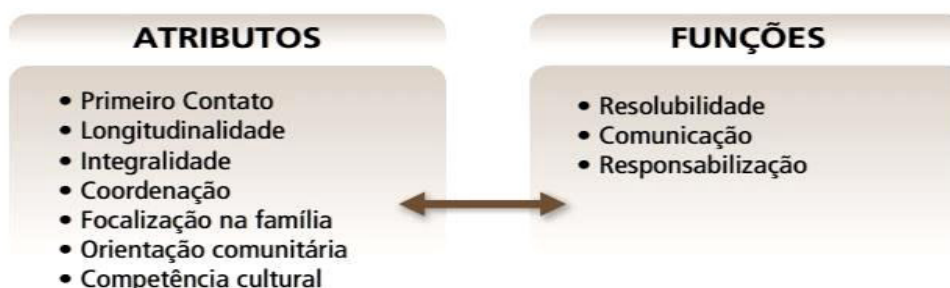 ATRIBUTOS
• Primeiro Contato
• Longitudinalidade
• Integralidade
• Coordenação
• Focalização na família
• Orientação comunitária
• Competência cultural
FUNÇÕES
• Resolubilidade
• Comunicação
• Responsabilização